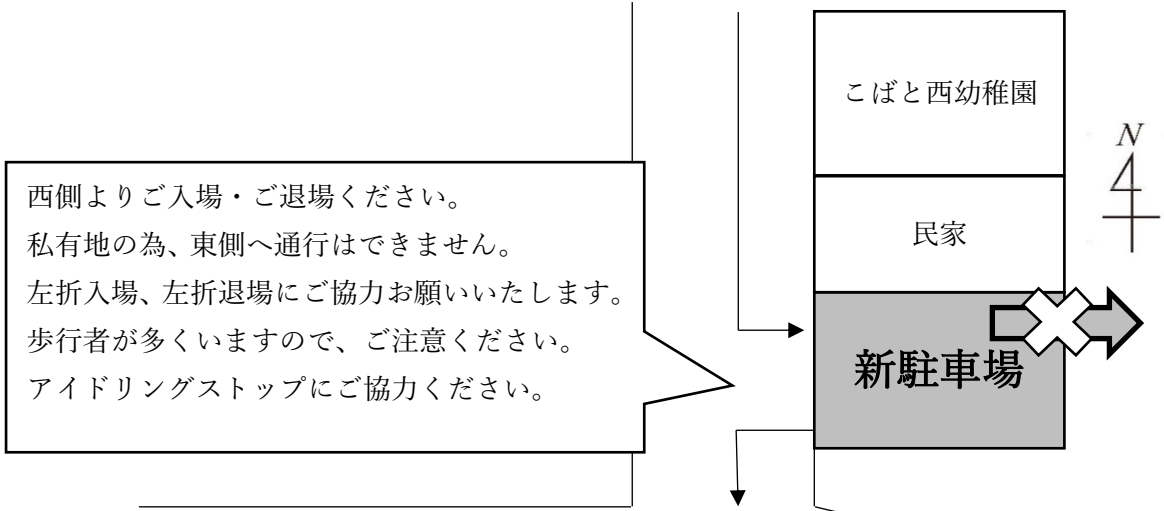 こばと西幼稚園
N
西側よりご入場・ご退場ください。
私有地の為、東側へ通行はできません。
左折入場、左折退場にご協力お願いいたします。
歩行者が多くいますので、ご注意ください。
アイドリングストップにご協力ください。
民家
新駐車場